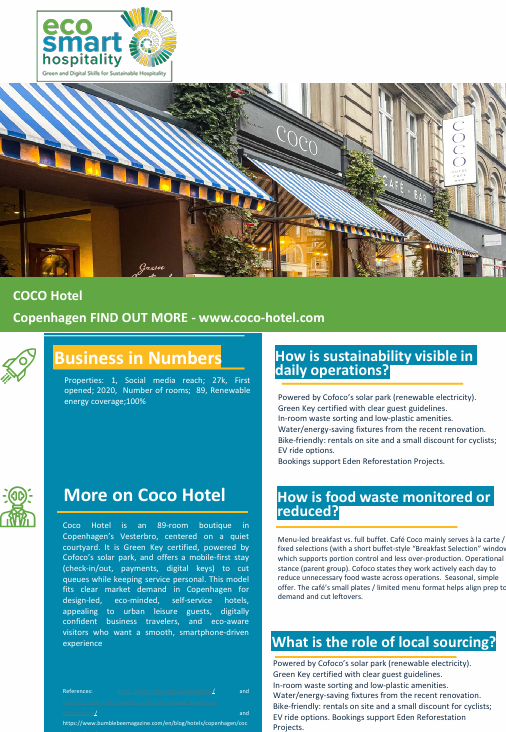 eco
smart
hospitality
Green and Digital Skills for Sustainable Hospitality
COCO
CAFÉ - BAR
COCO
COCO Hotel
Copenhagen FIND OUT MORE - www.coco-hotel.com
Business in Numbers
Properties: 1, Social media reach; 27k, First
opened; 2020, Number of rooms; 89, Renewable
energy coverage;100%
More on Coco Hotel
Coco Hotel is an 89-room boutique in
Copenhagen's Vesterbro, centered on a quiet
courtyard. It is Green Key certified, powered by
Cofoco's solar park, and offers a mobile-first stay
(check-in/out, payments, digital keys) to cut
queues while keeping service personal. This model
fits clear market demand in Copenhagen for
design-led, eco-minded, self-service hotels,
appealing to urban leisure guests, digitally
confident business travelers, and eco-aware
visitors who want a smooth, smartphone-driven
experience
References: / and
/ and
https://www.bumblebeemagazine.com/en/blog/hotels/copenhagen/coc
How is sustainability visible in
daily operations?
Powered by Cofoco's solar park (renewable electricity).
Green Key certified with clear guest guidelines.
In-room waste sorting and low-plastic amenities.
Water/energy-saving fixtures from the recent renovation.
Bike-friendly: rentals on site and a small discount for cyclists;
EV ride options.
Bookings support Eden Reforestation Projects.
How is food waste monitored or
reduced?
Menu-led breakfast vs. full buffet. Café Coco mainly serves à la carte /
fixed selections (with a short buffet-style "Breakfast Selection" window
which supports portion control and less over-production. Operational
stance (parent group). Cofoco states they work actively each day to
reduce unnecessary food waste across operations. Seasonal, simple
offer. The café's small plates / limited menu format helps align prep to
demand and cut leftovers.
What is the role of local sourcing?
Powered by Cofoco's solar park (renewable electricity).
Green Key certified with clear guest guidelines.
In-room waste sorting and low-plastic amenities.
Water/energy-saving fixtures from the recent renovation.
Bike-friendly: rentals on site and a small discount for cyclists;
EV ride options. Bookings support Eden Reforestation
Projects.